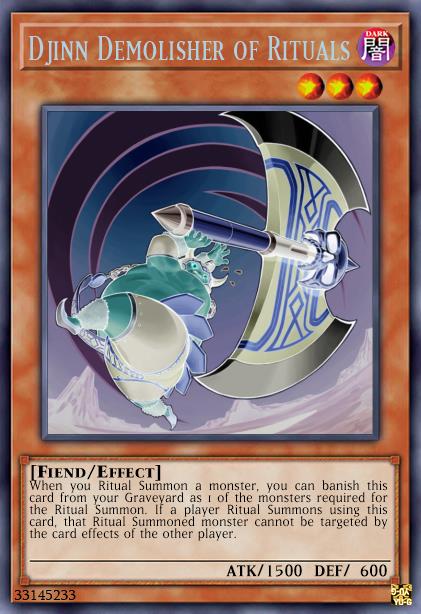 Djinn Demolisher of Rituals
DARK
闇
[Fiend/Effect]
When you Ritual Summon a monster, you can banish this
card from your Graveyard as 1 of the monsters required for
the Ritual Summon. If a player Ritual Summons using this
card, that Ritual Summoned monster cannot be targeted by
the card effects of the other player.
ATK/1500 DEF/ 600
33145233